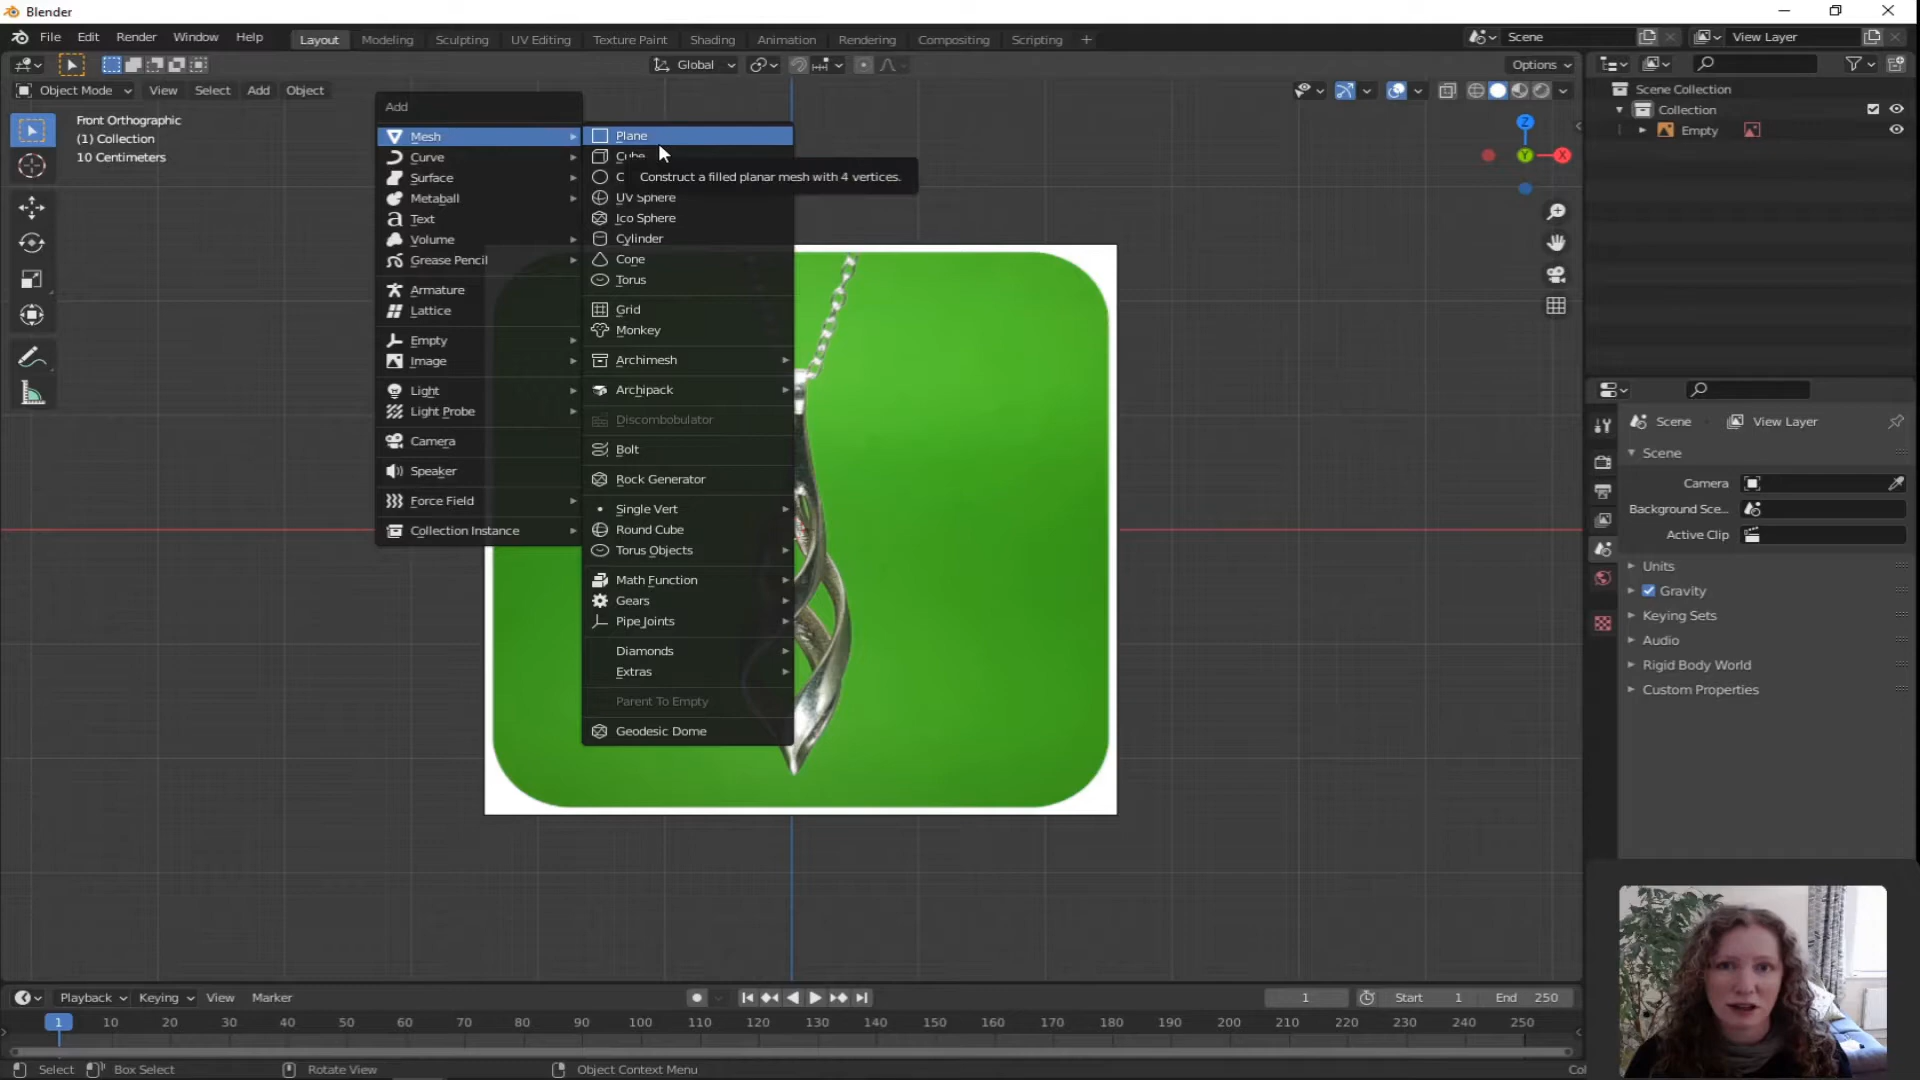 Blender
File Edit Render Window Help Layout Modeling Sculpting UV Editing Texture Paint Shading Animation Rendering Compositing Scripting + Scene View Layer
Global Options
Object Mode View Select Add Object
Front Orthographic
(1) Collection
10 Centimeters
Add
Mesh
Curve
Surface
Metaball
Text
Volume
Grease Pencil
Armature
Lattice
Empty
Image
Light
Light Probe
Camera
Speaker
Force Field
Collection Instance
Plane
Cube
Construct a filled planar mesh with 4 vertices.
UV Sphere
Ico Sphere
Cylinder
Cone
Torus
Grid
Monkey
Archimesh
Archipack
Discombobulator
Bolt
Rock Generator
Single Vert
Round Cube
Torus Objects
Math Function
Gears
Pipe Joints
Diamonds
Extras
Parent To Empty
Geodesic Dome
Z
Y X
Scene Collection
Collection
Empty
Scene View Layer
Scene
Camera
Background Sce...
Active Clip
Units
Gravity
Keying Sets
Audio
Rigid Body World
Custom Properties
Playback Keying View Marker 1 Start 1 End 250
1 10 20 30 40 50 60 70 80 90 100 110 120 130 140 150 160 170 180 190 200 210 220 230 240 250
Select Box Select Rotate View Object Context Menu